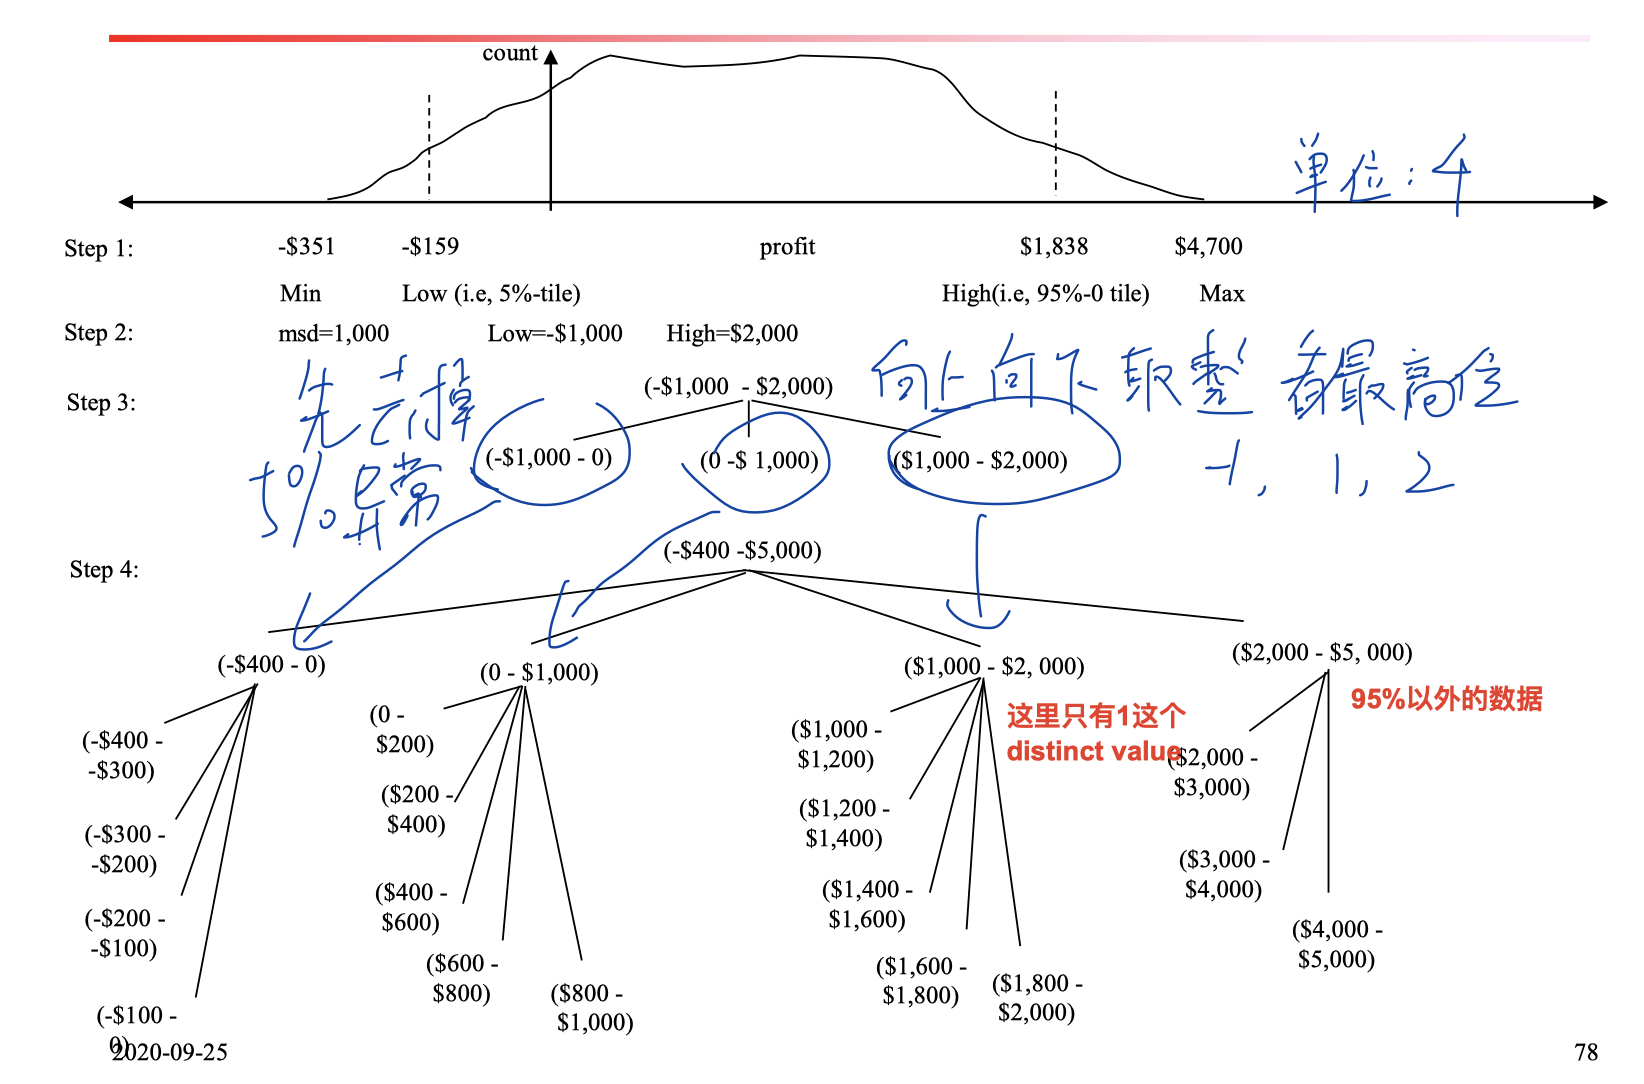 count
单位：千
Step 1:
-$351
-$159
profit
$1,838
$4,700
Min
Low (i.e, 5%-tile)
High(i.e, 95%-0 tile)
Max
Step 2:
msd=1,000
Low=-$1,000
High=$2,000
先去掉
5%异常
向上向下取整 看最高位
-1, 1, 2
Step 3:
(-$1,000 - $2,000)
(-$1,000 - 0)
(0 -$ 1,000)
($1,000 - $2,000)
Step 4:
(-$400 -$5,000)
(-$400 - 0)
(0 - $1,000)
($1,000 - $2, 000)
($2,000 - $5, 000)
95%以外的数据
这里只有1这个
distinct value
(-$400 -
-$300)
(-$300 -
-$200)
(-$200 -
-$100)
(-$100 -
0)
(0 -
$200)
($200 -
$400)
($400 -
$600)
($600 -
$800)
($800 -
$1,000)
($1,000 -
$1,200)
($1,200 -
$1,400)
($1,400 -
$1,600)
($1,600 -
$1,800)
($1,800 -
$2,000)
($2,000 -
$3,000)
($3,000 -
$4,000)
($4,000 -
$5,000)
2020-09-25
78